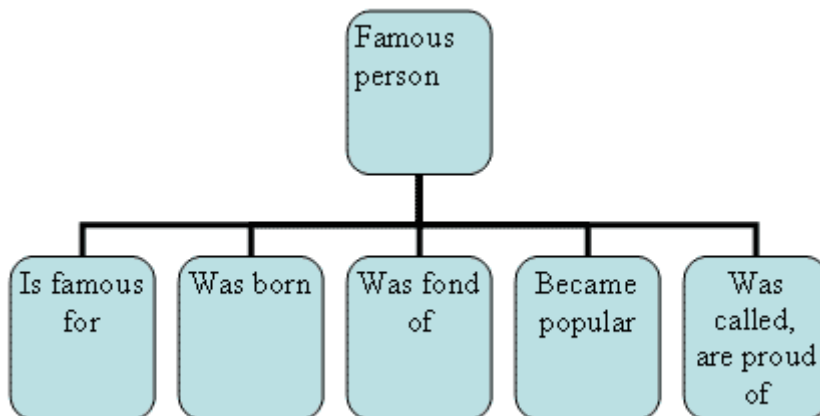 Famous
person
Is famous
for
Was born
Was fond
of
Became
popular
Was
called,
are proud
of